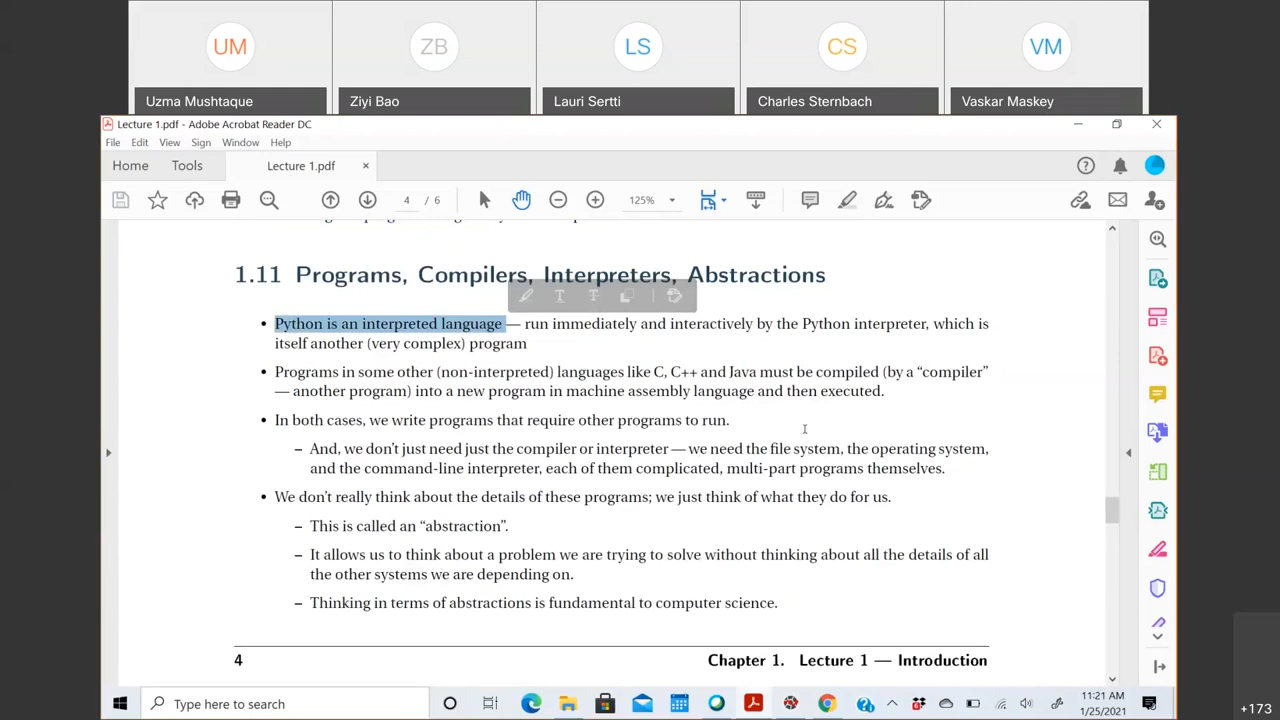 UM
ZB
LS
CS
VM
Uzma Mushtaque
Ziyi Bao
Lauri Sertti
Charles Sternbach
Vaskar Maskey
Lecture 1.pdf - Adobe Acrobat Reader DC
File Edit View Sign Window Help
Home Tools Lecture 1.pdf ×
4 / 6 125%
1.11 Programs, Compilers, Interpreters, Abstractions
• Python is an interpreted language — run immediately and interactively by the Python interpreter, which is
itself another (very complex) program
• Programs in some other (non-interpreted) languages like C, C++ and Java must be compiled (by a “compiler”
— another program) into a new program in machine assembly language and then executed.
• In both cases, we write programs that require other programs to run.
– And, we don’t just need just the compiler or interpreter — we need the file system, the operating system,
and the command-line interpreter, each of them complicated, multi-part programs themselves.
• We don’t really think about the details of these programs; we just think of what they do for us.
– This is called an “abstraction”.
– It allows us to think about a problem we are trying to solve without thinking about all the details of all
the other systems we are depending on.
– Thinking in terms of abstractions is fundamental to computer science.
4 Chapter 1. Lecture 1 — Introduction
Type here to search
11:21 AM
1/25/2021
+173